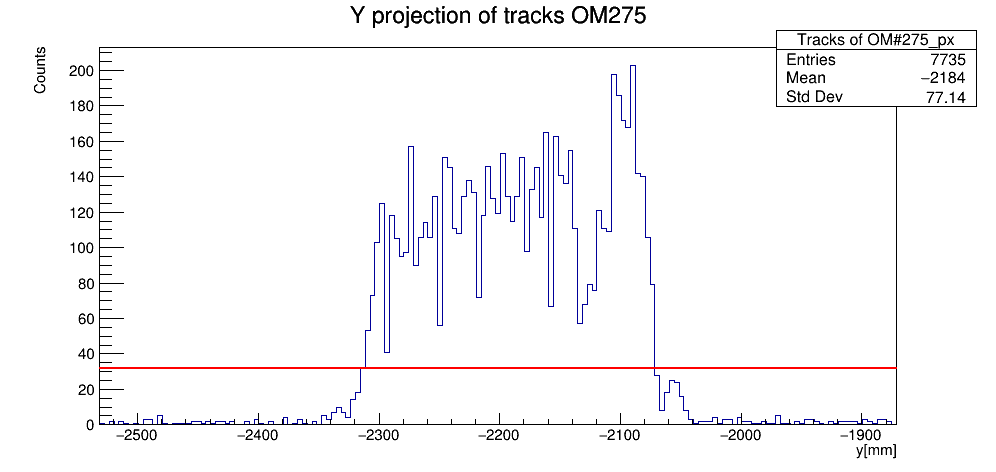 Y projection of tracks OM275
Tracks of OM#275_px
Entries 7735
Mean −2184
Std Dev 77.14
Counts
200
180
160
140
120
100
80
60
40
20
0
−2500 −2400 −2300 −2200 −2100 −2000 −1900
y[mm]